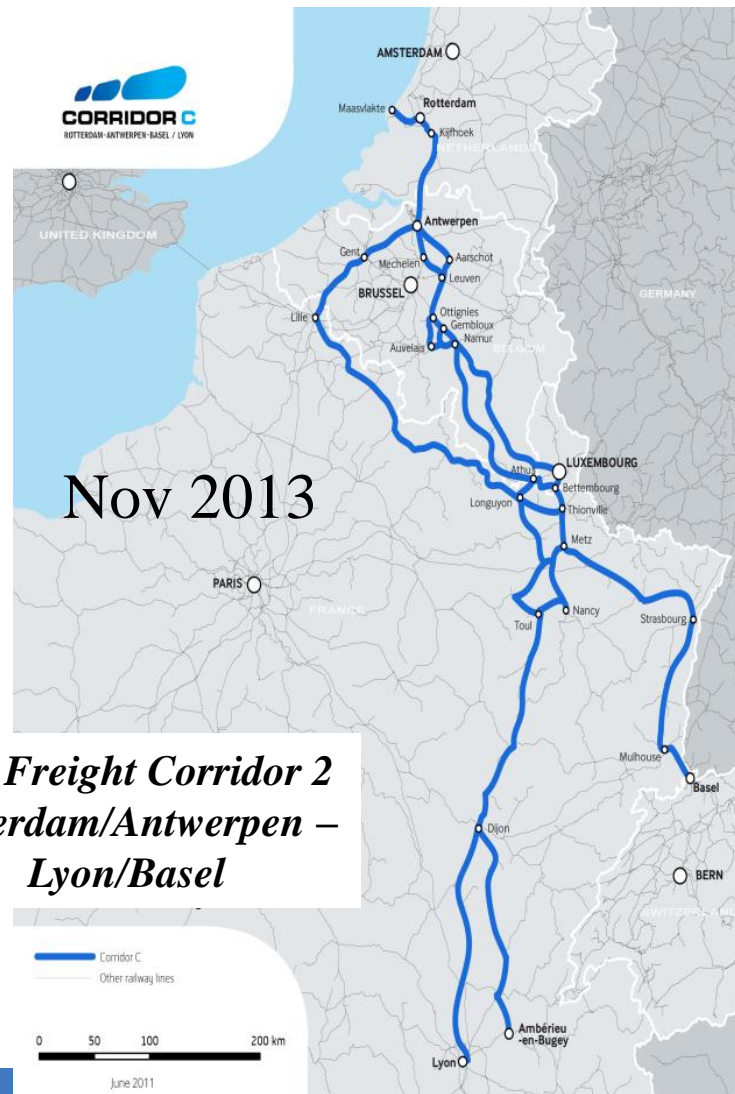 AMSTERDAM
CORRIDOR C
ROTTERDAM-ANTWERPEN-BASEL / LYON
Maasvlakte
Rotterdam
Kijfhoek
NETHERLANDS
Antwerpen
UNITED KINGDOM
Gent
Mechelen
Aarschot
Leuven
BRUSSEL
GERMANY
Lille
Ottignies
Gembloux
Auvelais
Namur
BELGIUM
LUXEMBOURG
Athus
Bettembourg
Nov 2013
Longuyon
Thionville
Metz
PARIS
FRANCE
Nancy
Toul
Strasbourg
Mulhouse
Basel
Freight Corridor 2
erdam/Antwerpen –
Lyon/Basel
Dijon
BERN
SWITZERLAND
Corridor C
Other railway lines
0 50 100 200 km
Ambérieu
-en-Bugey
Lyon
June 2011